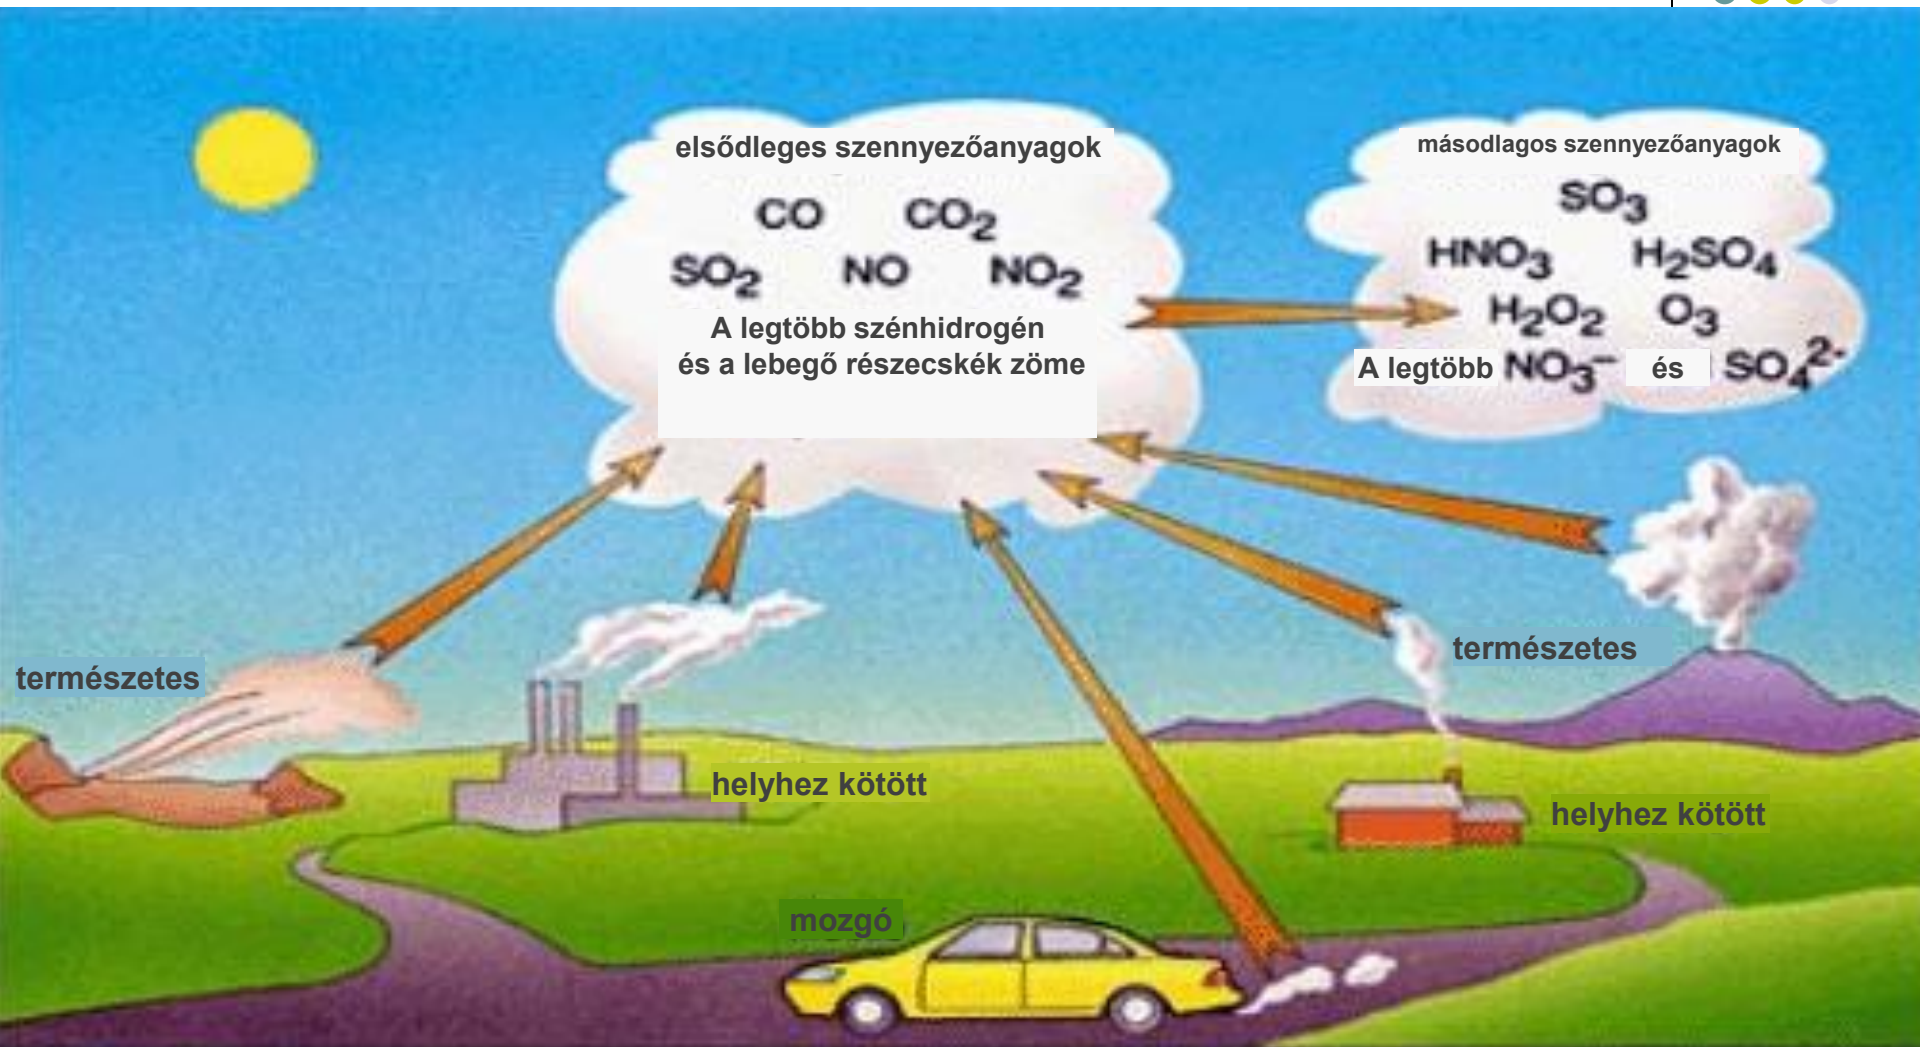 elsődleges szennyezőanyagok
CO CO₂
SO₂ NO NO₂
A legtöbb szénhidrogén
és a lebegő részecskék zöme
másodlagos szennyezőanyagok
SO₃
HNO₃ H₂SO₄
H₂O₂ O₃
A legtöbb NO₃⁻ és SO₄²⁻
természetes
természetes
helyhez kötött
helyhez kötött
mozgó